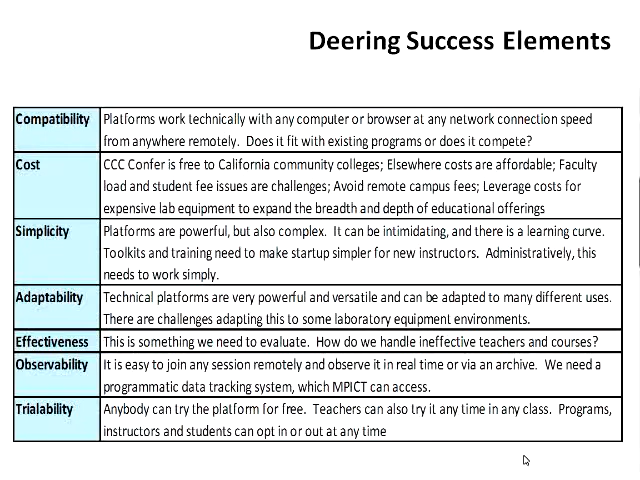 Deering Success Elements
Compatibility Platforms work technically with any computer or browser at any network connection speed
from anywhere remotely. Does it fit with existing programs or does it compete?
Cost CCC Confer is free to California community colleges; Elsewhere costs are affordable; Faculty
load and student fee issues are challenges; Avoid remote campus fees; Leverage costs for
expensive lab equipment to expand the breadth and depth of educational offerings
Simplicity Platforms are powerful, but also complex. It can be intimidating, and there is a learning curve.
Toolkits and training need to make startup simpler for new instructors. Administratively, this
needs to work simply.
Adaptability Technical platforms are very powerful and versatile and can be adapted to many different uses.
There are challenges adapting this to some laboratory equipment environments.
Effectiveness This is something we need to evaluate. How do we handle ineffective teachers and courses?
Observability It is easy to join any session remotely and observe it in real time or via an archive. We need a
programmatic data tracking system, which MPICT can access.
Trialability Anybody can try the platform for free. Teachers can also try it any time in any class. Programs,
instructors and students can opt in or out at any time